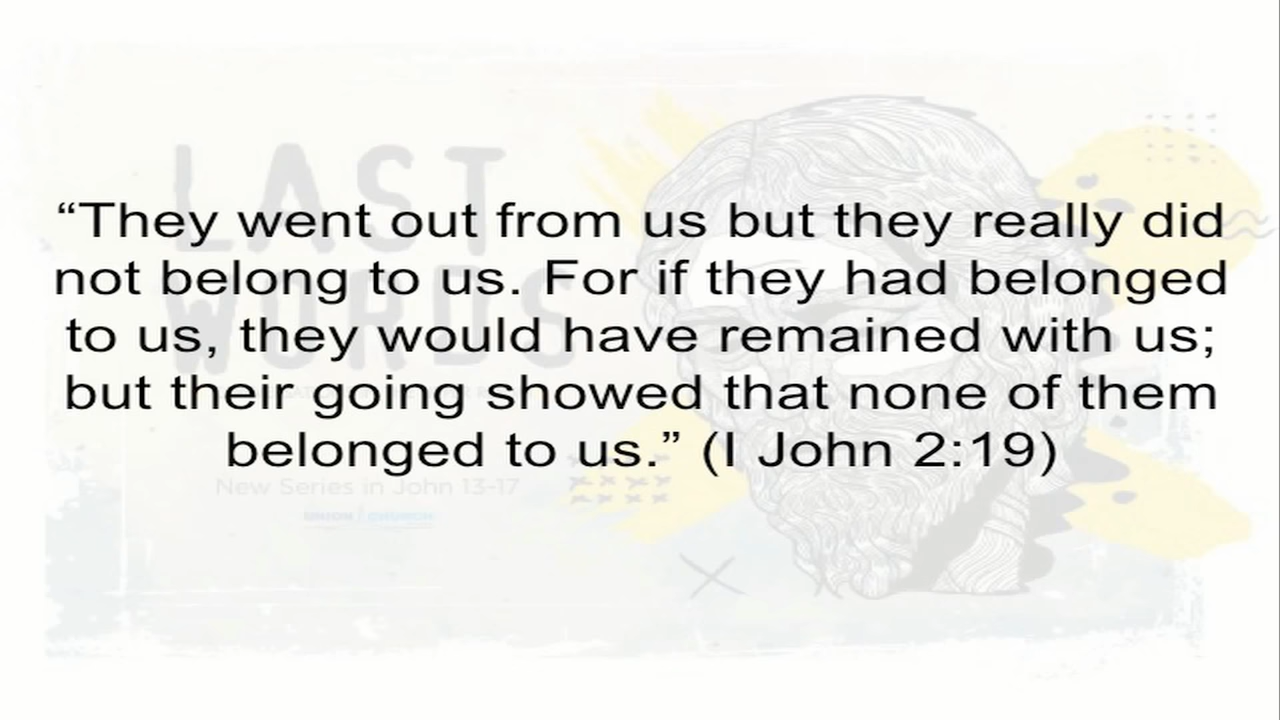 LAST
WORDS
“They went out from us but they really did
not belong to us. For if they had belonged
to us, they would have remained with us;
but their going showed that none of them
belonged to us.” (I John 2:19)
New Series in John 13-17